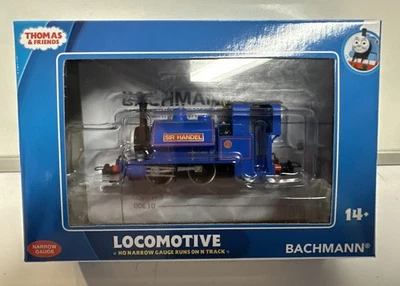 THOMAS
& FRIENDS
BACHMANN
SIR HANDEL
14+
LOCOMOTIVE
BACHMANN®
NARROW
GAUGE
HO NARROW GAUGE RUNS ON N TRACK